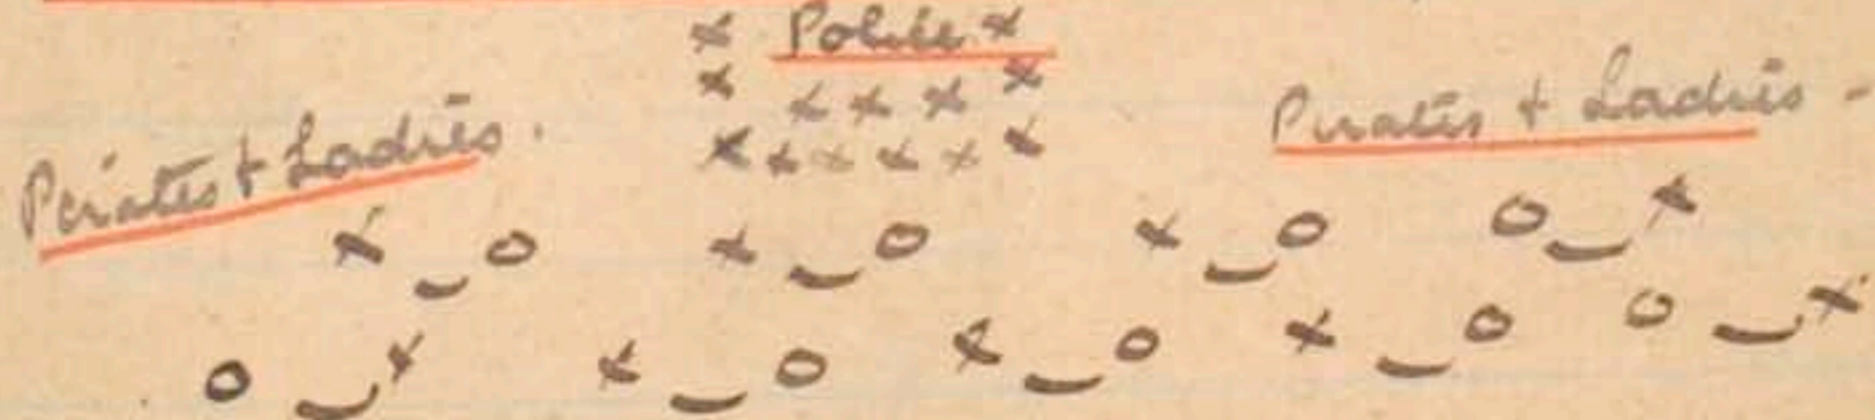 x Police x
x x x x x
x x x x x x
Pirates + Ladies.
Pirates + Ladies -
x _ o x _ o x _ o o _ x
o _ x x _ o x _ o x _ o o _ x